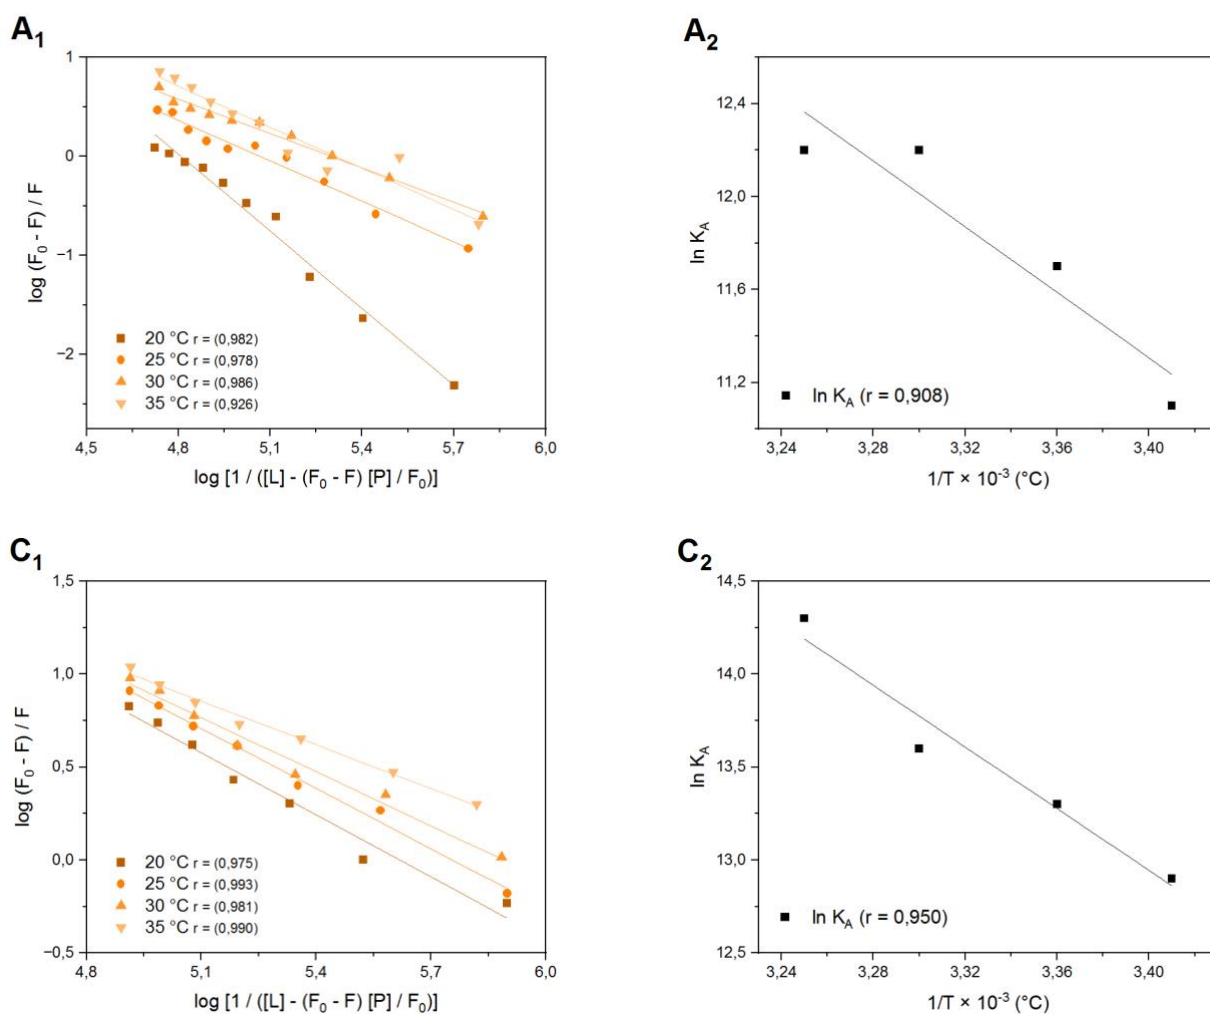 A1
1
0
−1
−2
log (F0 - F) / F
20 °C r = (0,982)
25 °C r = (0,978)
30 °C r = (0,986)
35 °C r = (0,926)
4,5 4,8 5,1 5,4 5,7 6,0
log [1 / ([L] - (F0 - F) [P] / F0)]
A2
12,4
12,0
11,6
11,2
ln KA
ln KA (r = 0,908)
3,24 3,28 3,32 3,36 3,40
1/T × 10-3 (°C)
C1
1,5
1,0
0,5
0,0
−0,5
log (F0 - F) / F
20 °C r = (0,975)
25 °C r = (0,993)
30 °C r = (0,981)
35 °C r = (0,990)
4,8 5,1 5,4 5,7 6,0
log [1 / ([L] - (F0 - F) [P] / F0)]
C2
14,5
14,0
13,5
13,0
12,5
ln KA
ln KA (r = 0,950)
3,24 3,28 3,32 3,36 3,40
1/T × 10-3 (°C)